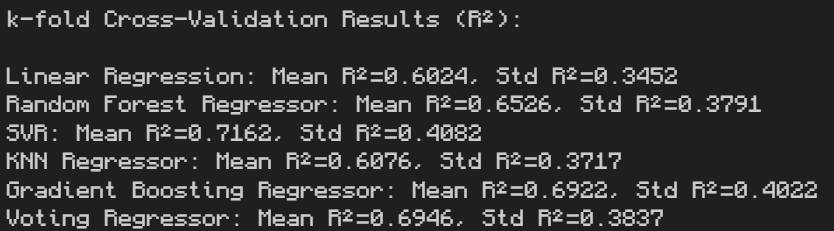 k-fold Cross-Validation Results (R²):
Linear Regression: Mean R²=0.6024, Std R²=0.3452
Random Forest Regressor: Mean R²=0.6526, Std R²=0.3791
SVR: Mean R²=0.7162, Std R²=0.4082
KNN Regressor: Mean R²=0.6076, Std R²=0.3717
Gradient Boosting Regressor: Mean R²=0.6922, Std R²=0.4022
Voting Regressor: Mean R²=0.6946, Std R²=0.3837